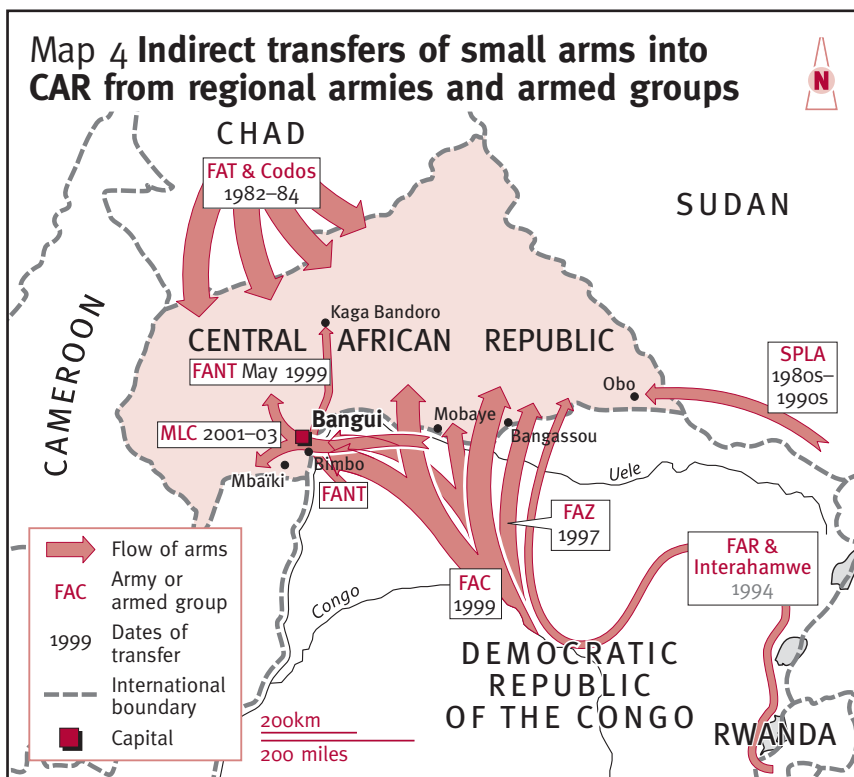 Map 4 Indirect transfers of small arms into
CAR from regional armies and armed groups
N
CHAD
FAT & Codos
1982–84
SUDAN
CAMEROON
Kaga Bandoro
CENTRAL AFRICAN REPUBLIC
FANT May 1999
SPLA
1980s–
1990s
Obo
MLC 2001–03
Bangui
Mobaye
Bangassou
Mbaïki
Bimbo
Uele
FANT
FAZ
1997
FAR &
Interahamwe
1994
Congo
FAC
1999
DEMOCRATIC
REPUBLIC
OF THE CONGO
RWANDA
Flow of arms
FAC
Army or
armed group
1999
Dates of
transfer
International
boundary
Capital
200km
200 miles